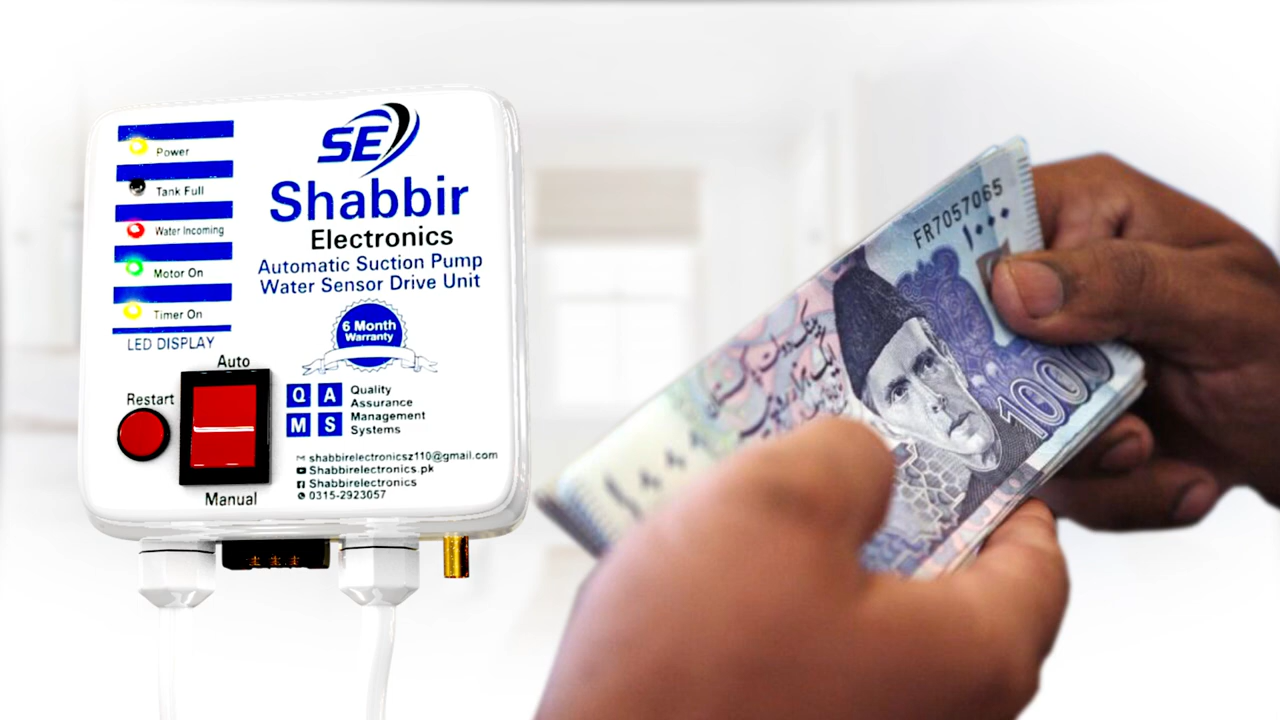 Power
Tank Full
Water Incoming
Motor On
Timer On
LED DISPLAY
Auto
Restart
Manual
SE
Shabbir
Electronics
Automatic Suction Pump
Water Sensor Drive Unit
6 Month
Warranty
Q A
M S
Quality
Assurance
Management
Systems
shabbirelectronicsz110@gmail.com
Shabbirelectronics.pk
Shabbirelectronics
0315-2923057
FR7057065
۱۰۰۰
1000